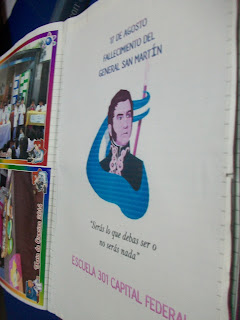 17 DE AGOSTO
FALLECIMIENTO DEL
GENERAL SAN MARTÍN
"Serás lo que debas ser o
no serás nada"
ESCUELA 301 CAPITAL FEDERAL